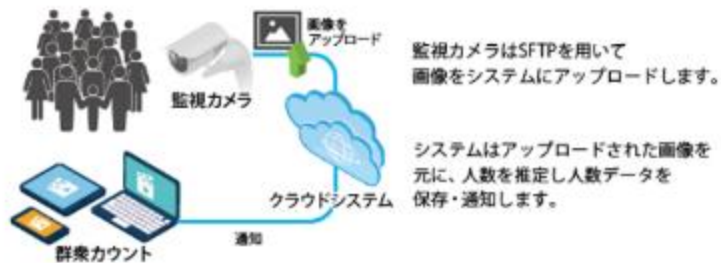 画像を
アップロード
監視カメラ
監視カメラはSFTPを用いて
画像をシステムにアップロードします。
クラウドシステム
システムはアップロードされた画像を
元に、人数を推定し人数データを
保存・通知します。
通知
群衆カウント